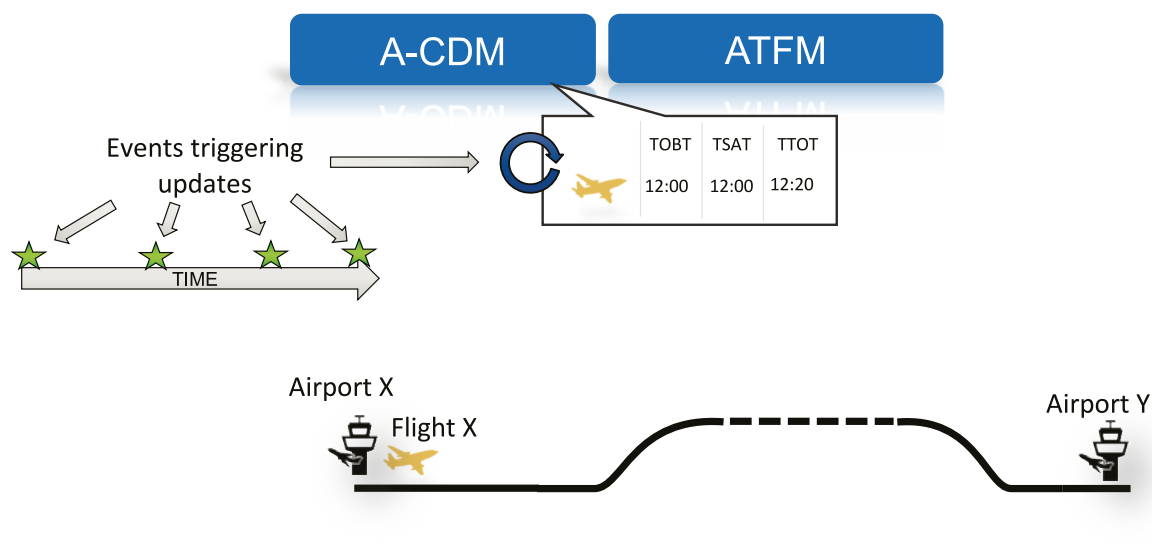 A-CDM
ATFM
Events triggering
updates
TOBT TSAT TTOT
12:00 12:00 12:20
TIME
Airport X
Flight X
Airport Y